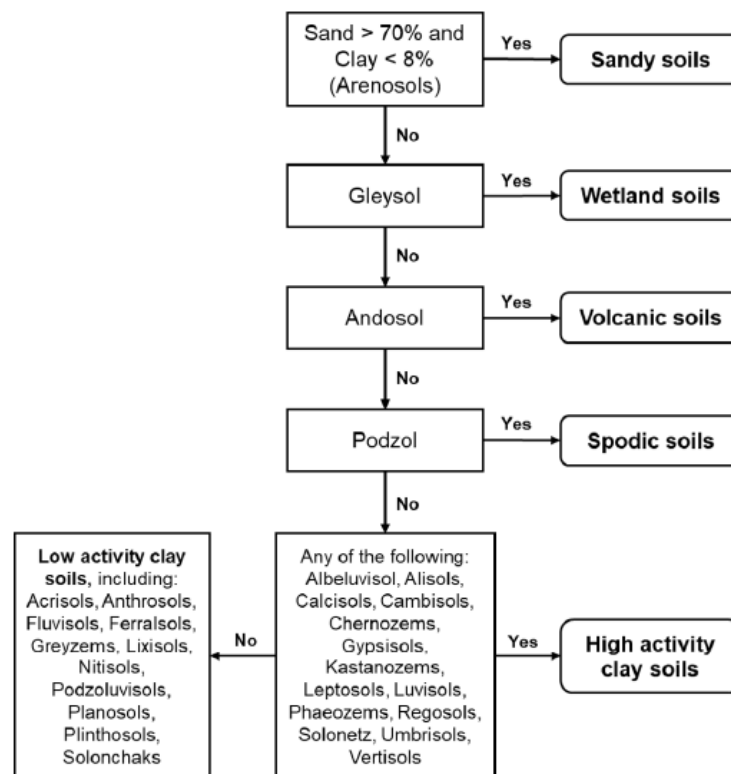 Sand > 70% and
Clay < 8%
(Arenosols)
Yes
Sandy soils
No
Gleysol
Yes
Wetland soils
No
Andosol
Yes
Volcanic soils
No
Podzol
Yes
Spodic soils
No
Low activity clay
soils, including:
Acrisols, Anthrosols,
Fluvisols, Ferralsols,
Greyzems, Lixisols,
Nitisols,
Podzoluvisols,
Planosols,
Plinthosols,
Solonchaks
No
Any of the following:
Albeluvisol, Alisols,
Calcisols, Cambisols,
Chernozems,
Gypsisols,
Kastanozems,
Leptosols, Luvisols,
Phaeozems, Regosols,
Solonetz, Umbrisols,
Vertisols
Yes
High activity
clay soils